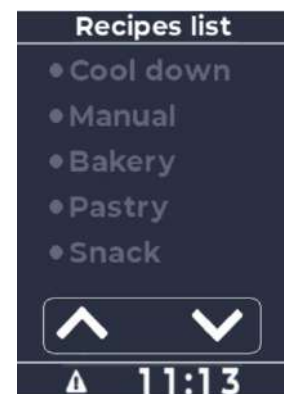 Recipes list
•Cool down
•Manual
•Bakery
•Pastry
•Snack
11:13